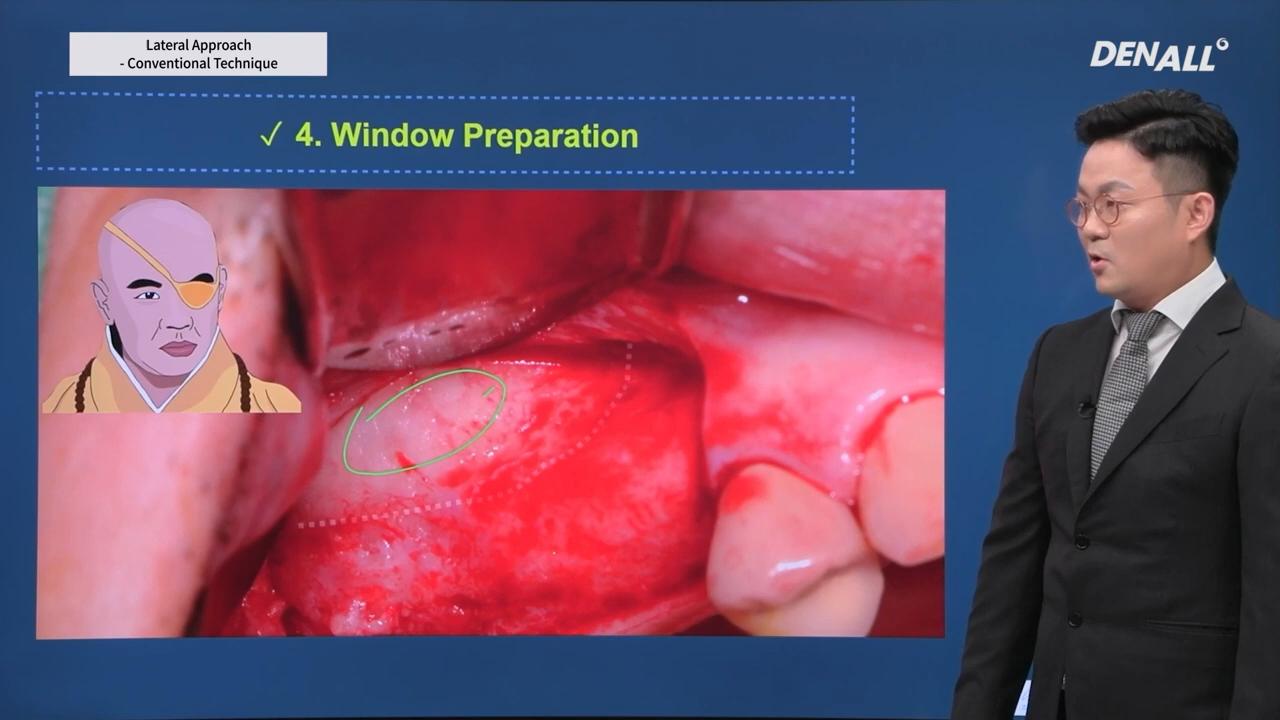 Lateral Approach
- Conventional Technique
DENALL
✓ 4. Window Preparation